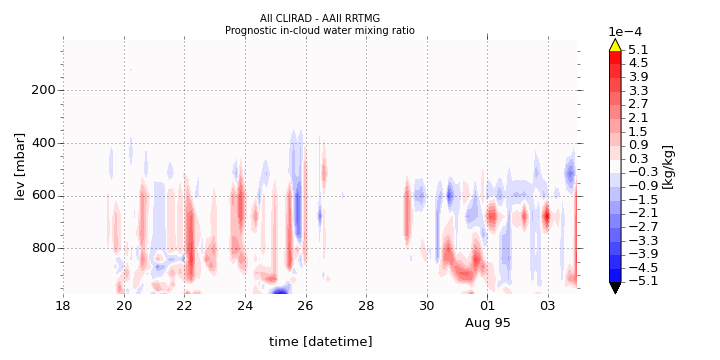 All CLIRAD - AAll RRTMG
Prognostic in-cloud water mixing ratio
1e−4
5.1
4.5
3.9
3.3
2.7
2.1
1.5
0.9
0.3
−0.3
−0.9
−1.5
−2.1
−2.7
−3.3
−3.9
−4.5
−5.1
[kg/kg]
lev [mbar]
200
400
600
800
18 20 22 24 26 28 30 01 03
Aug 95
time [datetime]